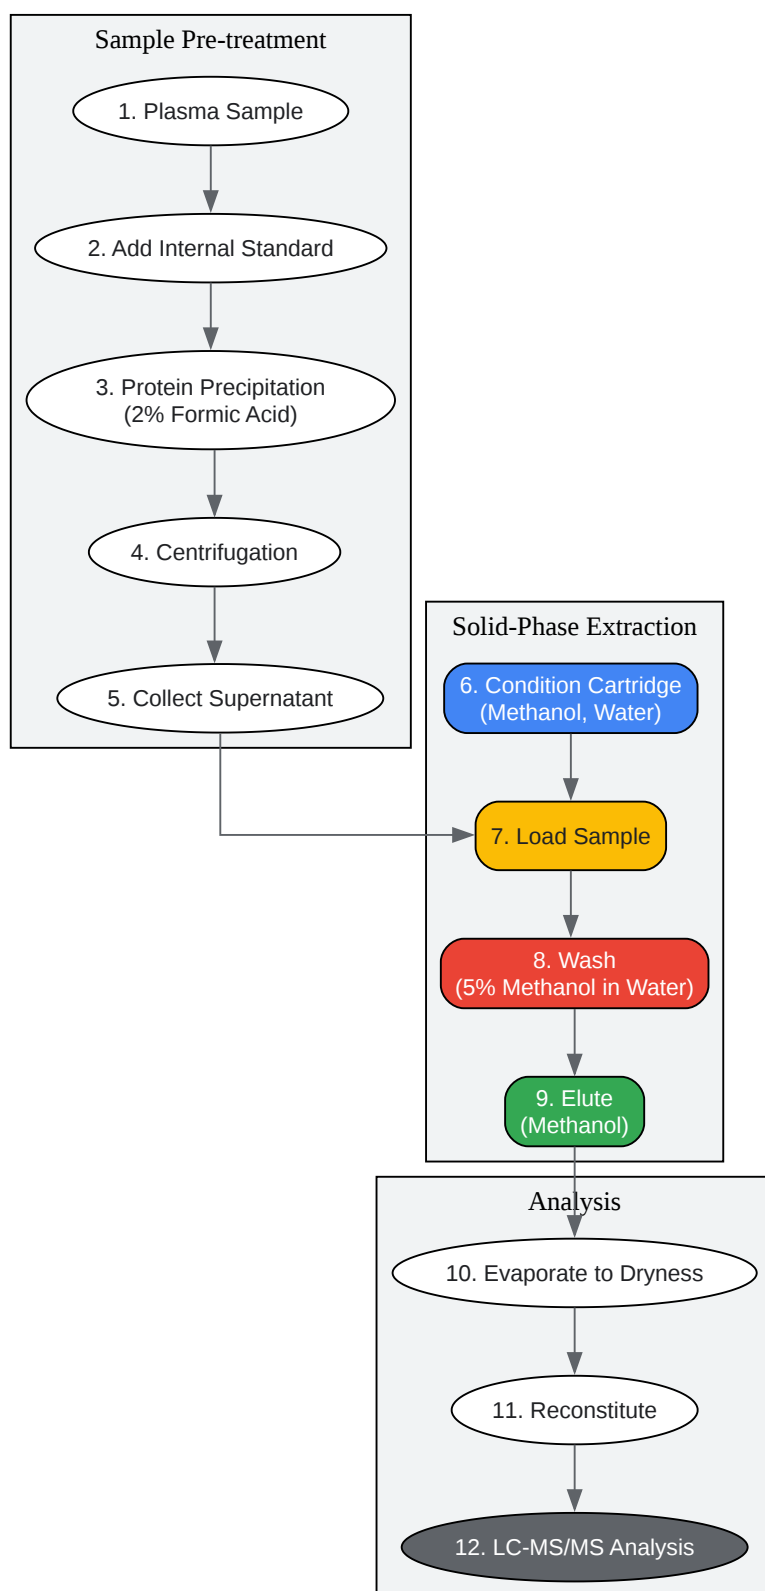 Sample Pre-treatment
1. Plasma Sample
2. Add Internal Standard
3. Protein Precipitation
(2% Formic Acid)
4. Centrifugation
5. Collect Supernatant
Solid-Phase Extraction
6. Condition Cartridge
(Methanol, Water)
7. Load Sample
8. Wash
(5% Methanol in Water)
9. Elute
(Methanol)
Analysis
10. Evaporate to Dryness
11. Reconstitute
12. LC-MS/MS Analysis